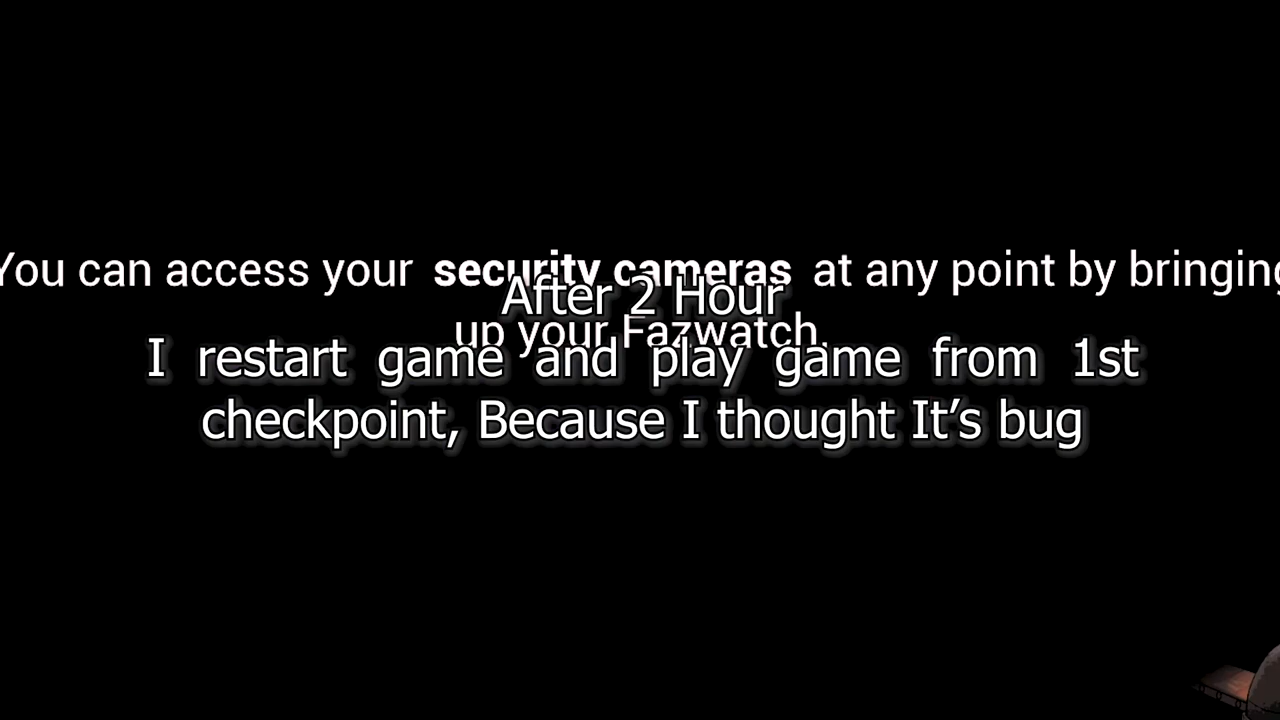 You can access your security cameras at any point by bringing
After 2 Hour
up your Fazwatch.
I restart game and play game from 1st
checkpoint, Because I thought It’s bug